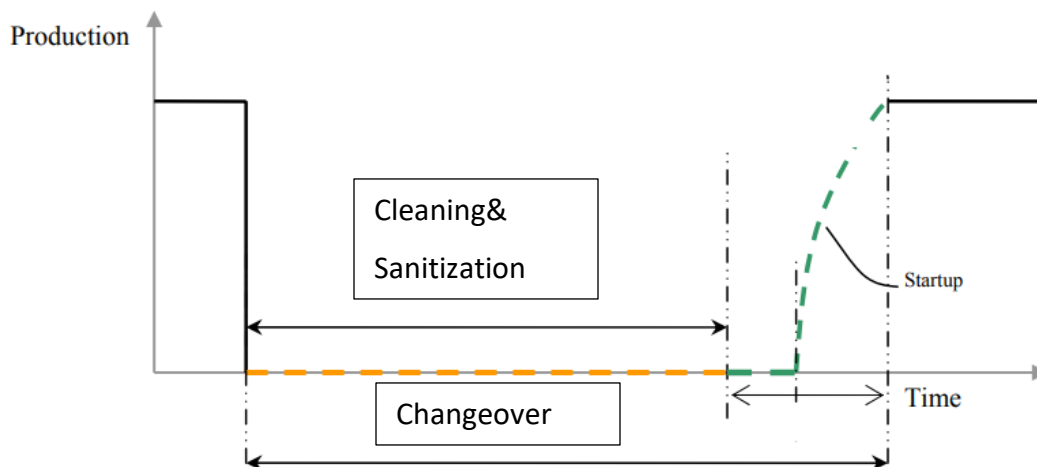 Production
Cleaning&
Sanitization
Startup
Changeover
Time